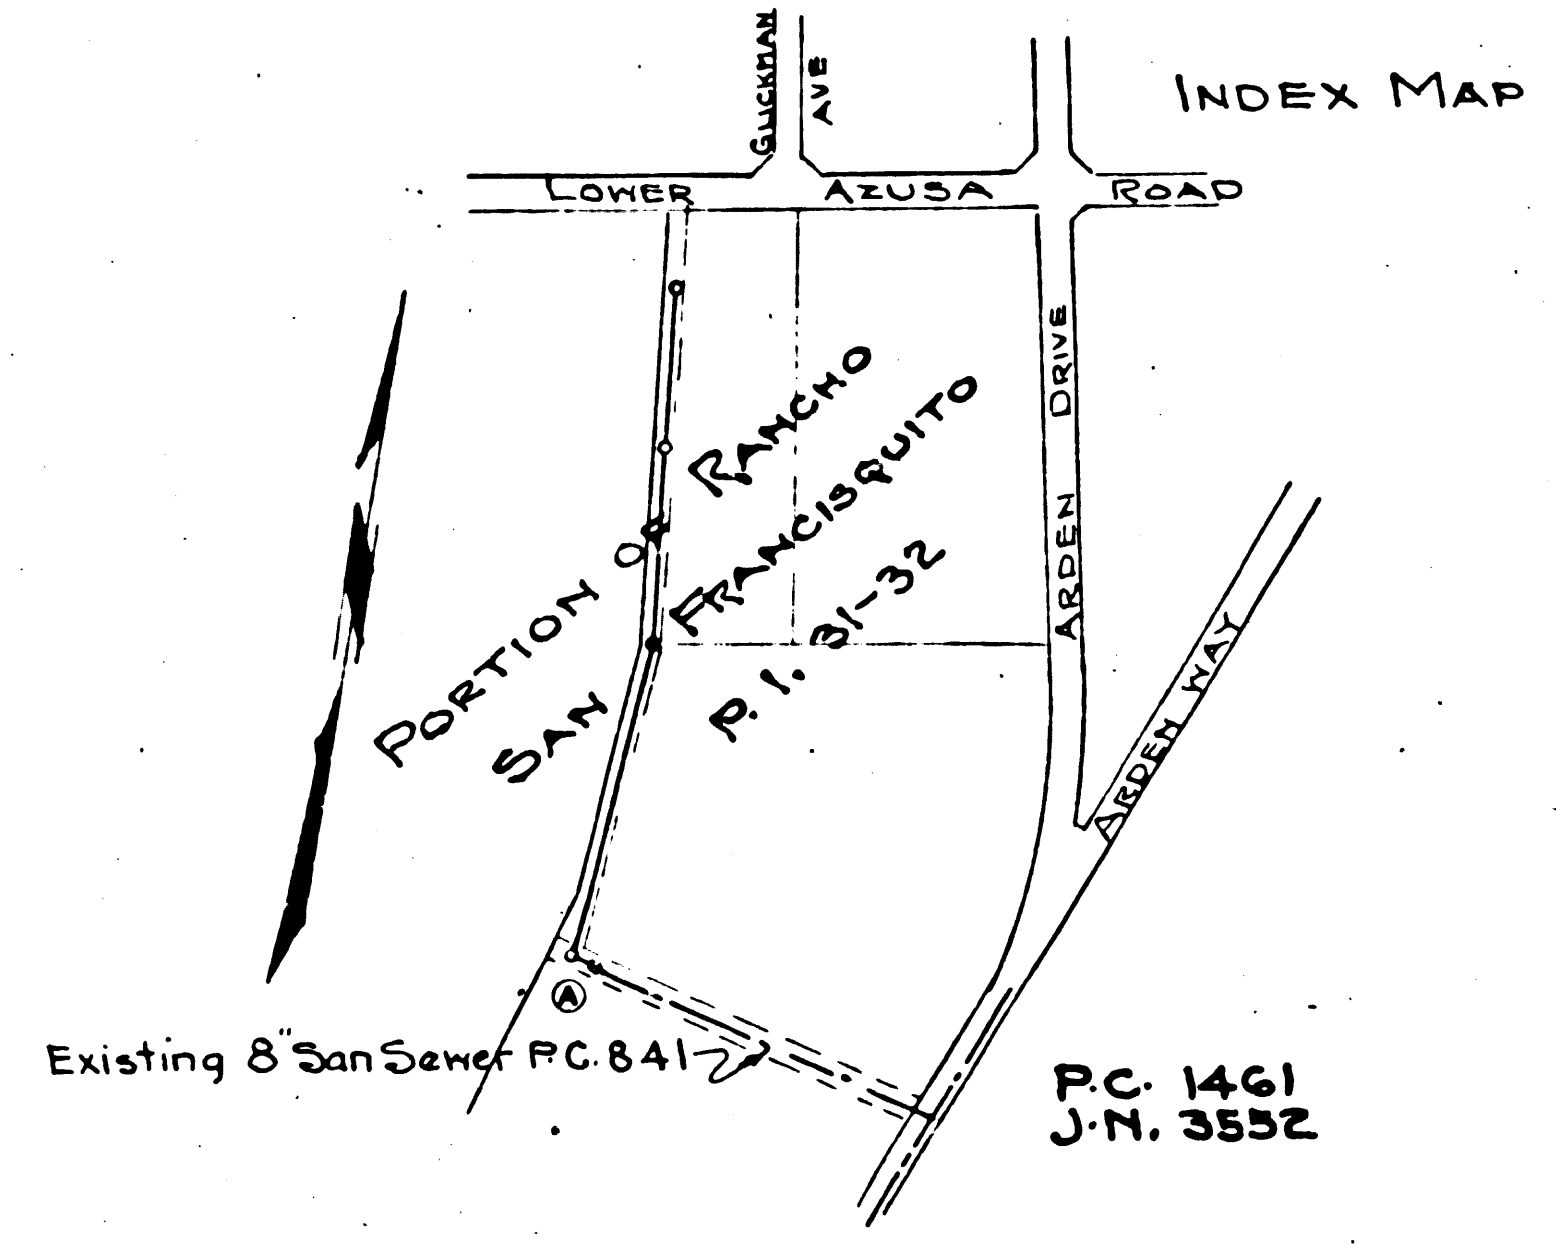 INDEX MAP
GLICKMAN AVE
LOWER AZUSA ROAD
ARDEN DRIVE
ARDEN WAY
PORTION OF RANCHO
SAN FRANCISQUITO
P. 1. 31-32
A
Existing 8" San Sewer P.C. 841
P.C. 1461
J.N. 3552